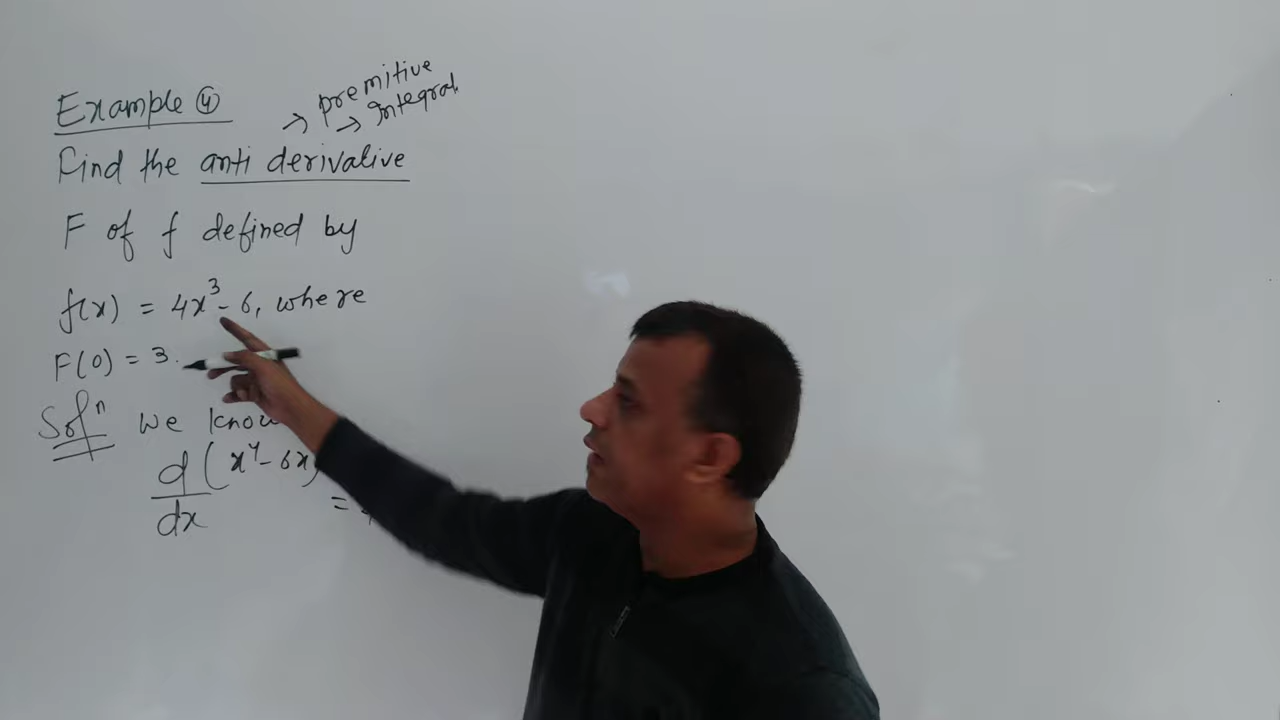 Example ④
→ premitive
→ Integral.
Find the anti derivalive
F of f defined by
f(x) = 4x³ - 6, where
F(0) = 3.
Solⁿ We know
d/dx (x⁴ - 6x)
=